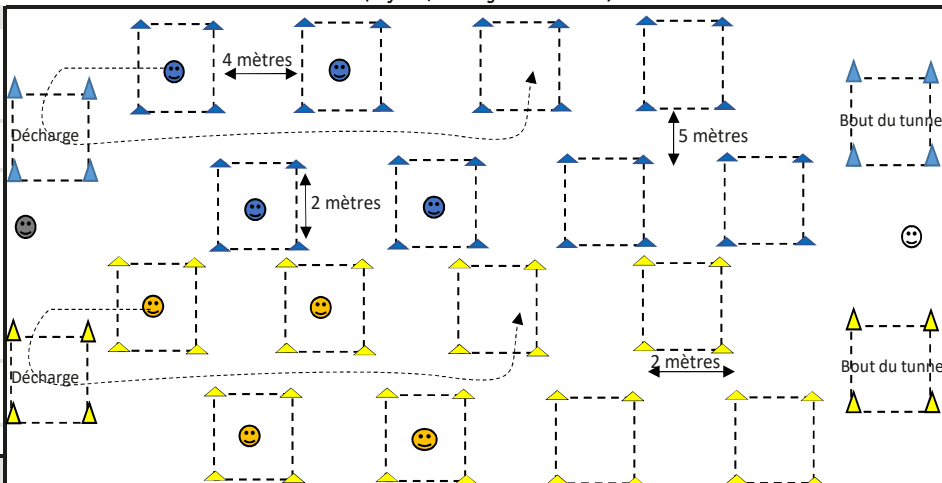 4 mètres
Décharge
Bout du tunne
5 mètres
2 mètres
2 mètres
Décharge
Bout du tunne